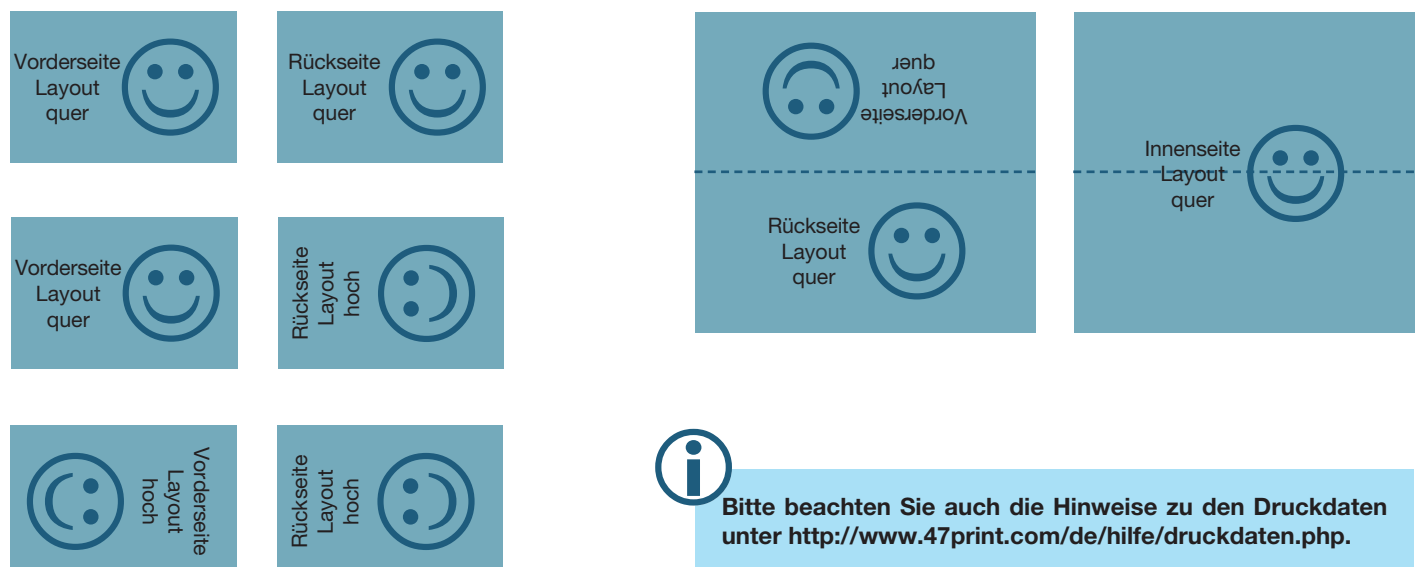 Vorderseite
Layout
quer
Rückseite
Layout
quer
Vorderseite
Layout
quer
Rückseite
Layout
hoch
Vorderseite
Layout
hoch
Rückseite
Layout
hoch
Vorderseite
Layout
quer
Rückseite
Layout
quer
Innenseite
Layout
quer
Bitte beachten Sie auch die Hinweise zu den Druckdaten
unter http://www.47print.com/de/hilfe/druckdaten.php.